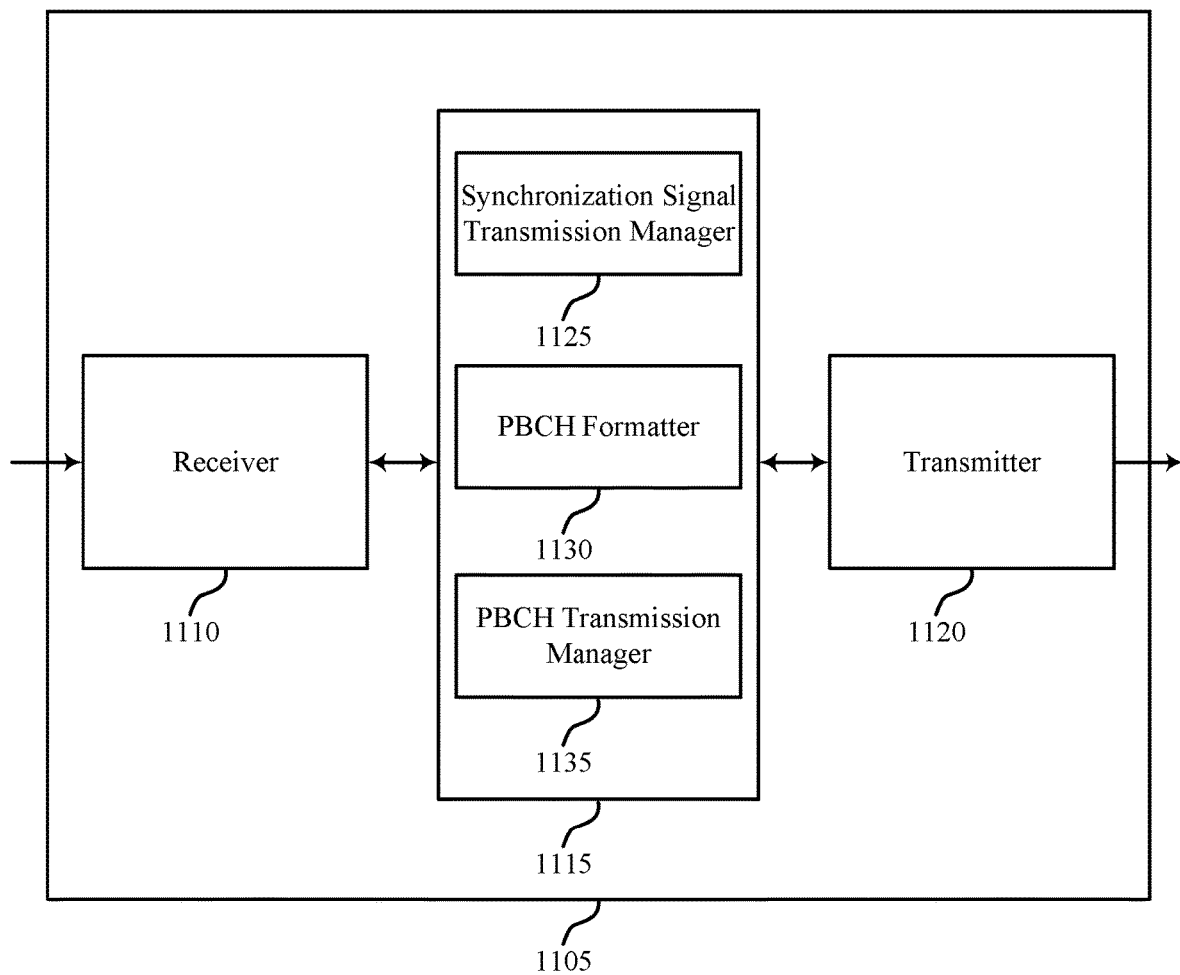 Synchronization Signal
Transmission Manager
1125
PBCH Formatter
1130
Receiver
1110
Transmitter
1120
PBCH Transmission
Manager
1135
1115
1105